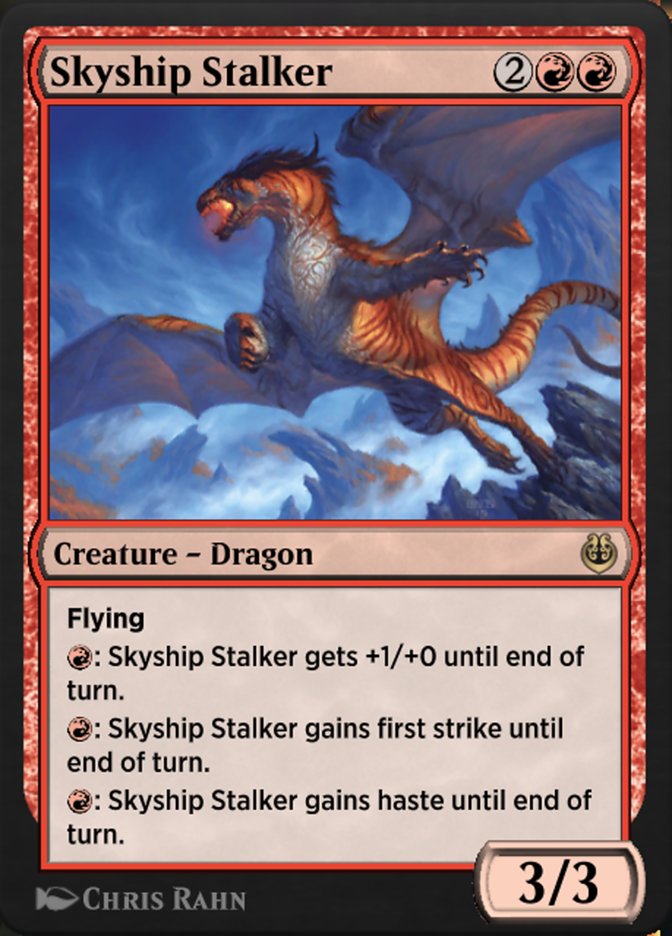 Skyship Stalker 2
Creature – Dragon
Flying
: Skyship Stalker gets +1/+0 until end of
turn.
: Skyship Stalker gains first strike until
end of turn.
: Skyship Stalker gains haste until end of
turn.
3/3
CHRIS RAHN